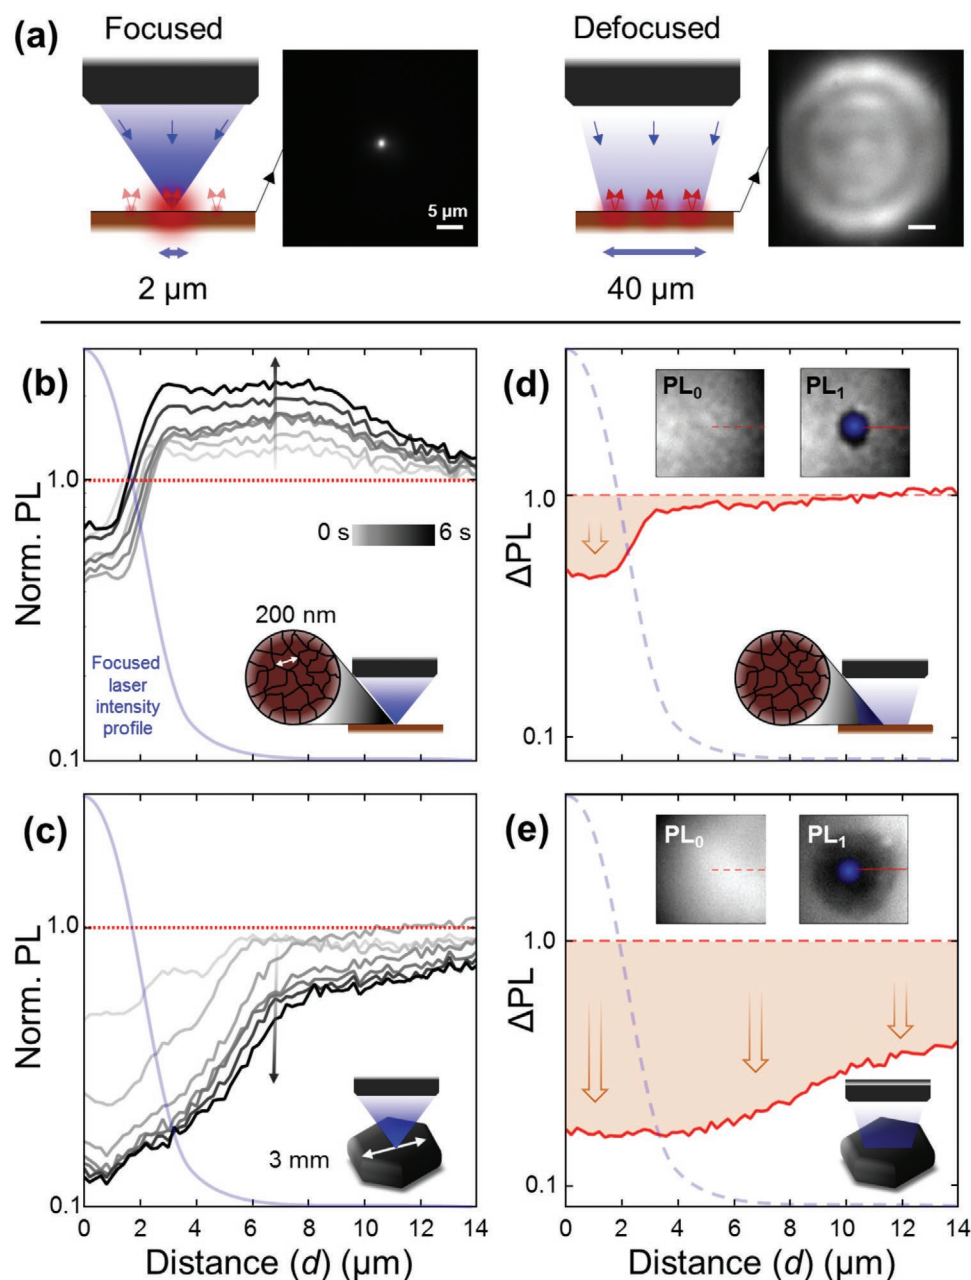 (a)
Focused
Defocused
5 µm
2 µm
40 µm
(b)
Norm. PL
1.0
0.1
0 s
6 s
200 nm
Focused
laser
intensity
profile
(d)
ΔPL
1.0
0.1
PL₀
PL₁
(c)
Norm. PL
1.0
0.1
3 mm
0 2 4 6 8 10 12 14
Distance (d) (µm)
(e)
ΔPL
1.0
0.1
PL₀
PL₁
0 2 4 6 8 10 12 14
Distance (d) (µm)